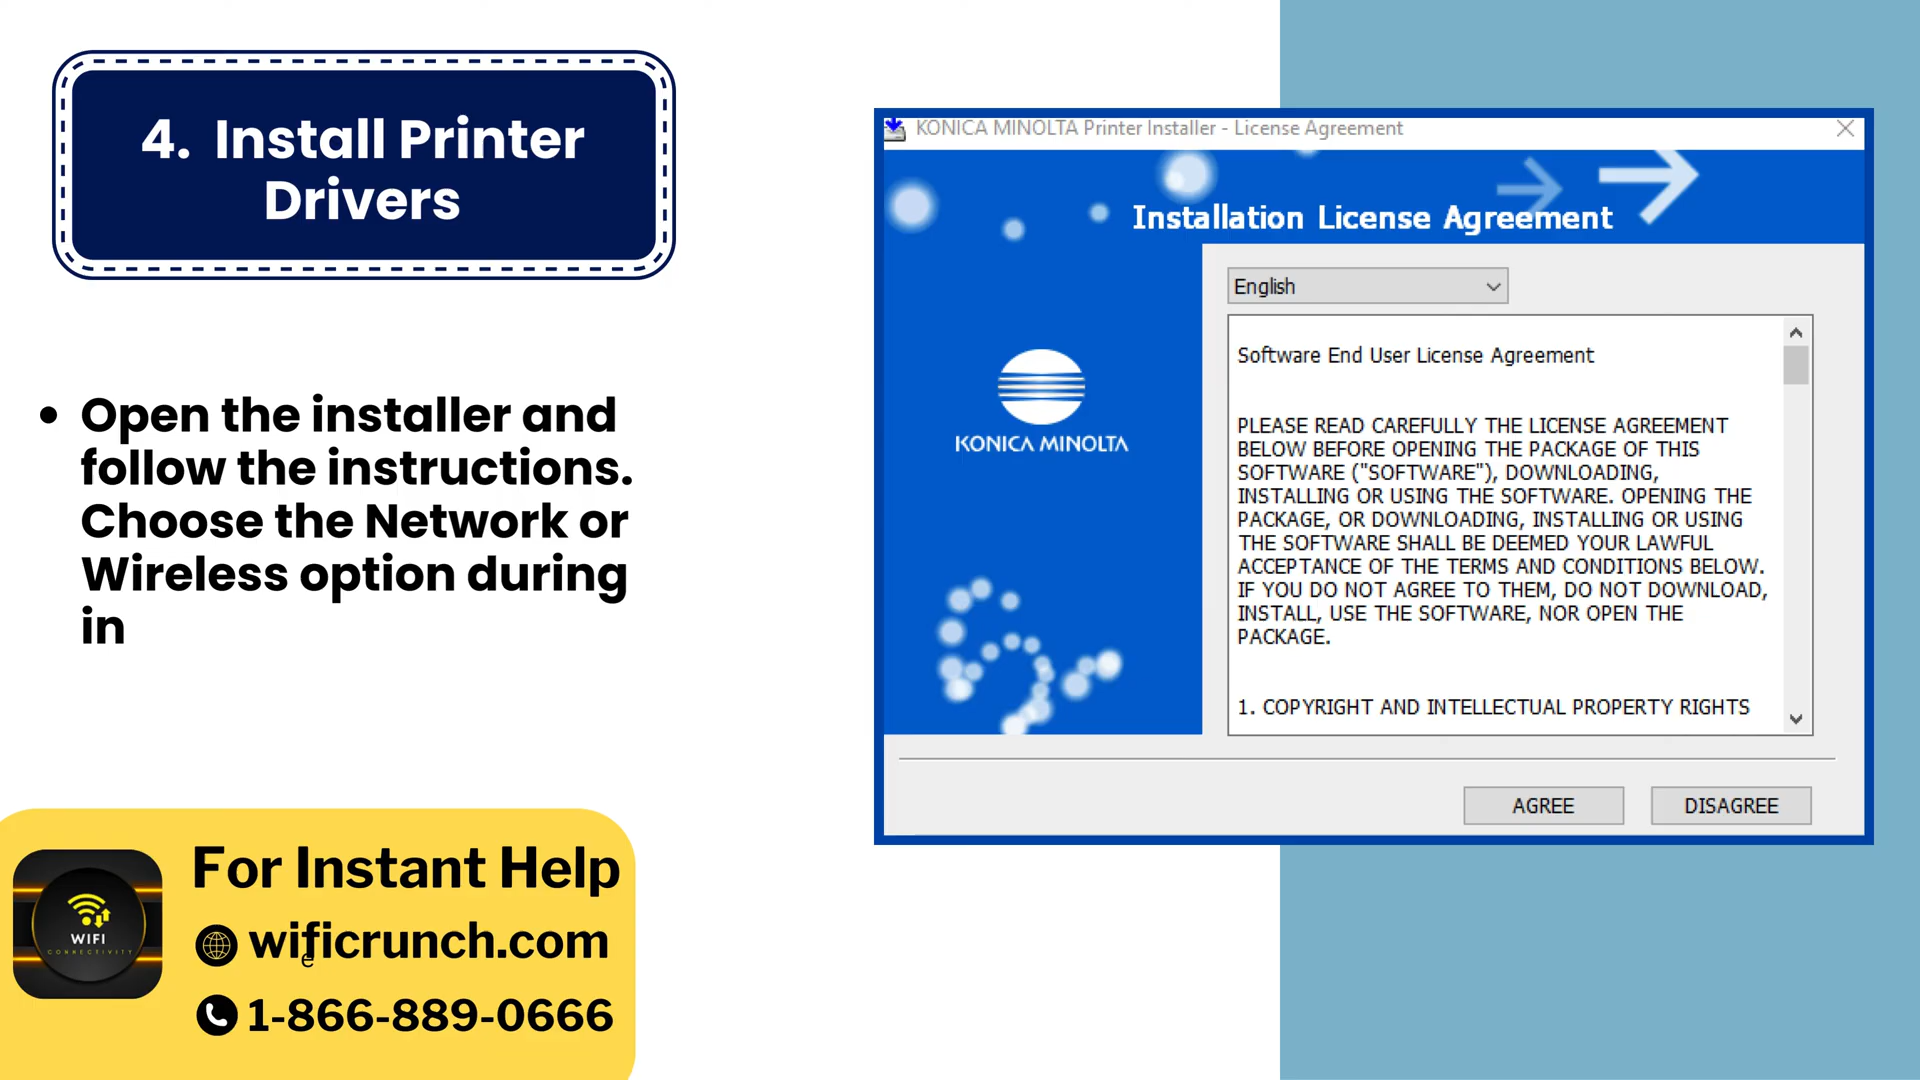 4. Install Printer
Drivers
• Open the installer and
follow the instructions.
Choose the Network or
Wireless option during
in
For Instant Help
wificrunch.com
e
1-866-889-0666
WIFI
CONNECTIVITY
KONICA MINOLTA Printer Installer - License Agreement
Installation License Agreement
KONICA MINOLTA
English
Software End User License Agreement
PLEASE READ CAREFULLY THE LICENSE AGREEMENT
BELOW BEFORE OPENING THE PACKAGE OF THIS
SOFTWARE ("SOFTWARE"), DOWNLOADING,
INSTALLING OR USING THE SOFTWARE. OPENING THE
PACKAGE, OR DOWNLOADING, INSTALLING OR USING
THE SOFTWARE SHALL BE DEEMED YOUR LAWFUL
ACCEPTANCE OF THE TERMS AND CONDITIONS BELOW.
IF YOU DO NOT AGREE TO THEM, DO NOT DOWNLOAD,
INSTALL, USE THE SOFTWARE, NOR OPEN THE
PACKAGE.
1. COPYRIGHT AND INTELLECTUAL PROPERTY RIGHTS
AGREE
DISAGREE